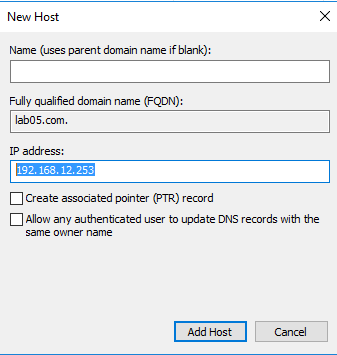 New Host
Name (uses parent domain name if blank):
Fully qualified domain name (FQDN):
lab05.com.
IP address:
192.168.12.253
Create associated pointer (PTR) record
Allow any authenticated user to update DNS records with the
same owner name
Add Host
Cancel